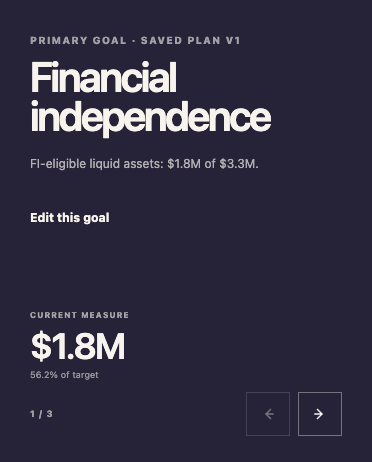 PRIMARY GOAL · SAVED PLAN V1
Financial
independence
FI-eligible liquid assets: $1.8M of $3.3M.
Edit this goal
CURRENT MEASURE
$1.8M
56.2% of target
1 / 3